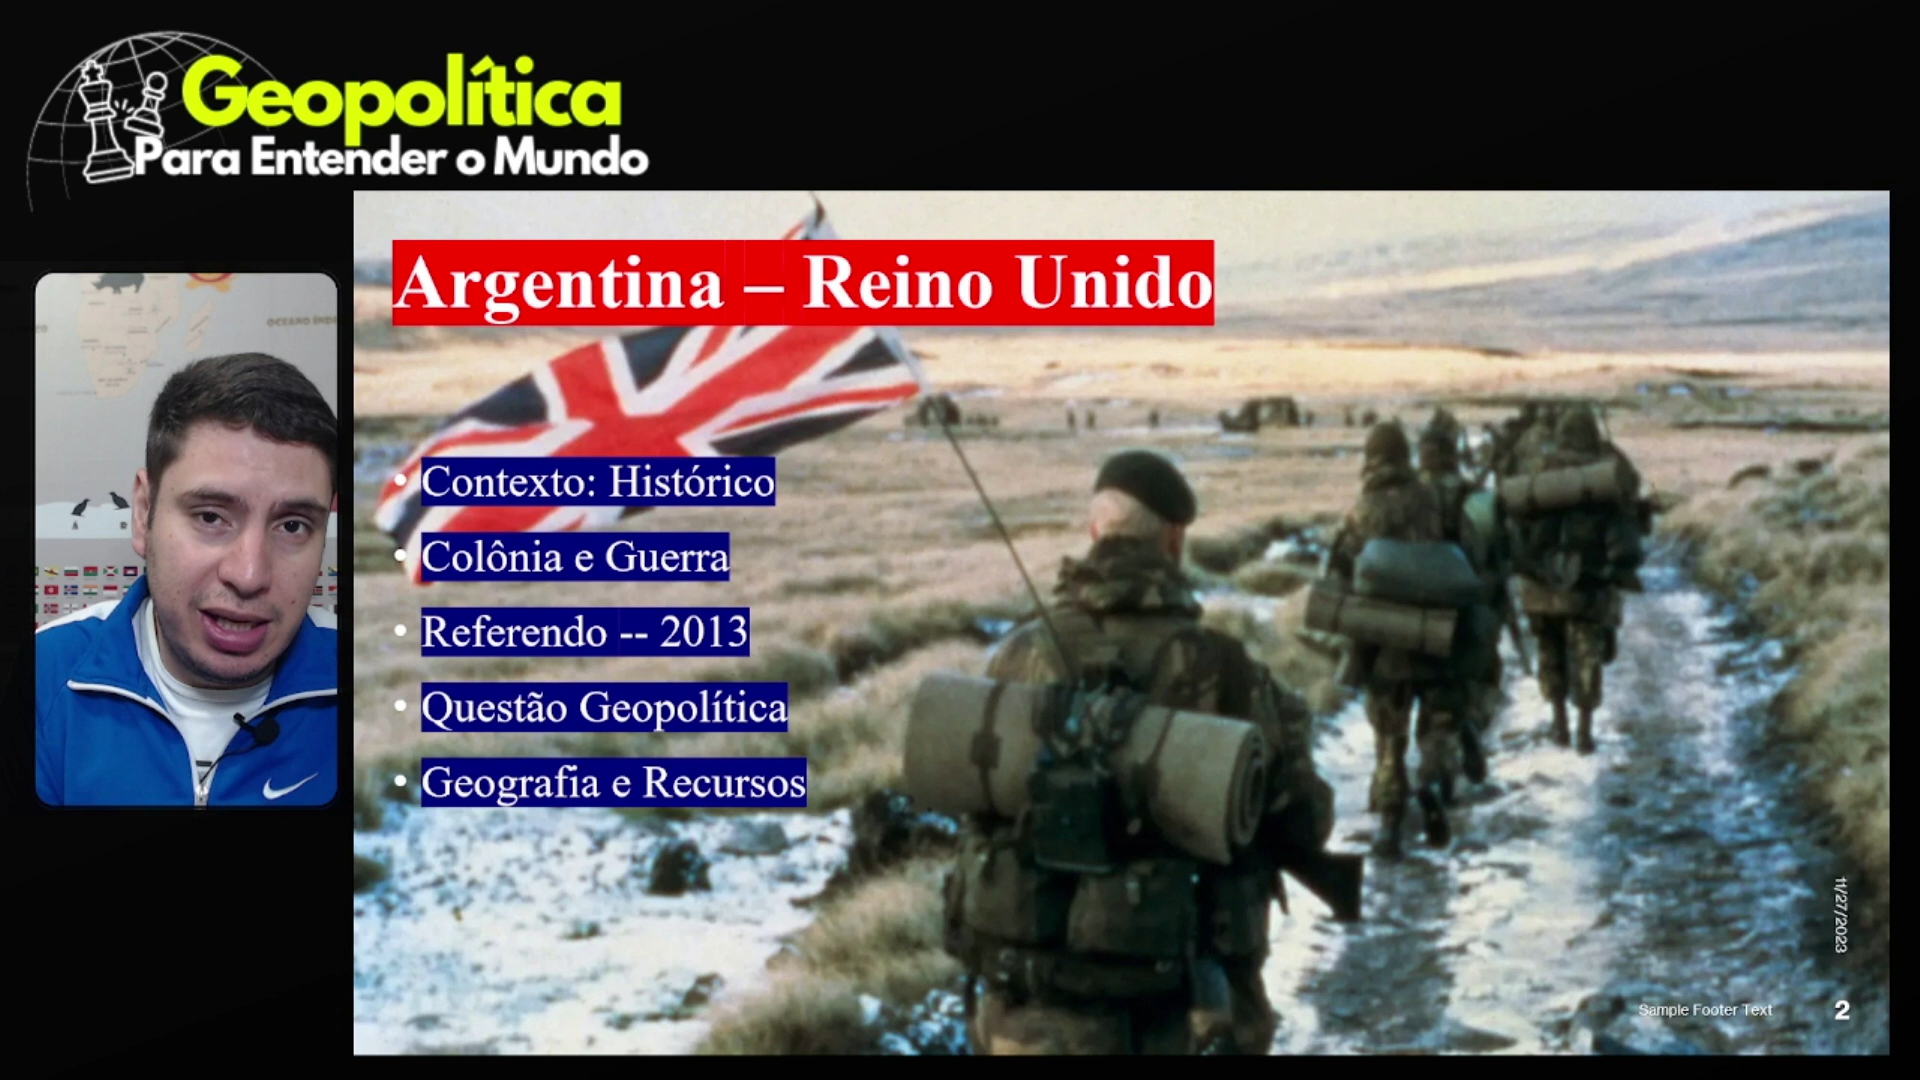 Geopolítica
Para Entender o Mundo
Argentina – Reino Unido
• Contexto: Histórico
• Colônia e Guerra
• Referendo -- 2013
• Questão Geopolítica
• Geografia e Recursos
11/27/2023
Sample Footer Text
2